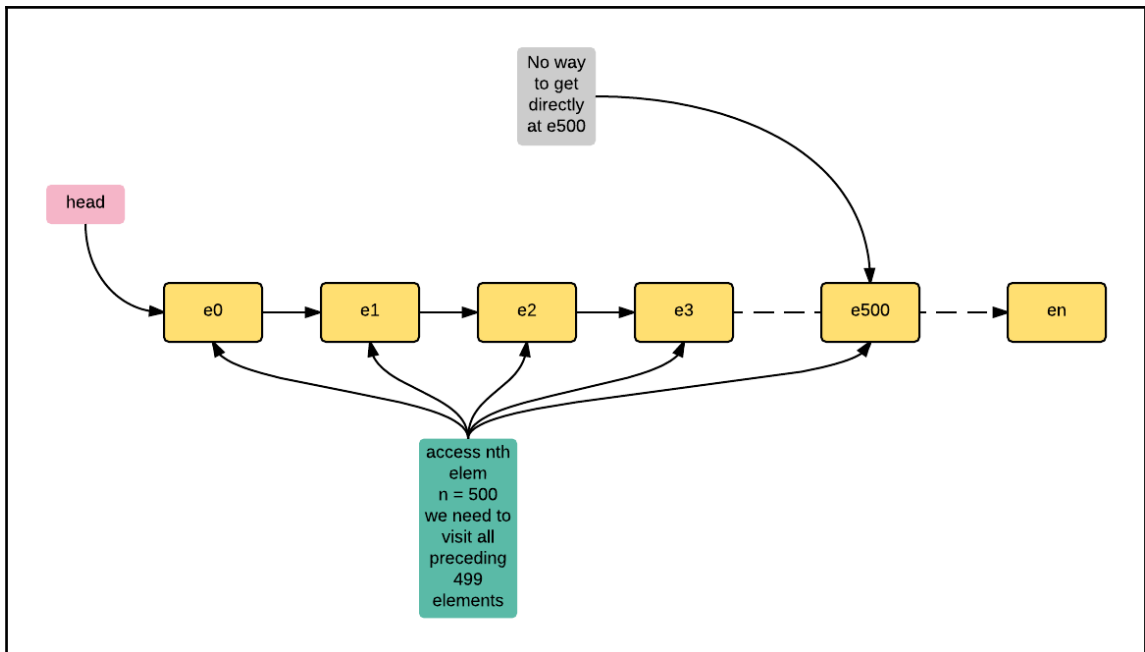 No way
to get
directly
at e500
head
e0
e1
e2
e3
e500
en
access nth
elem
n = 500
we need to
visit all
preceding
499
elements